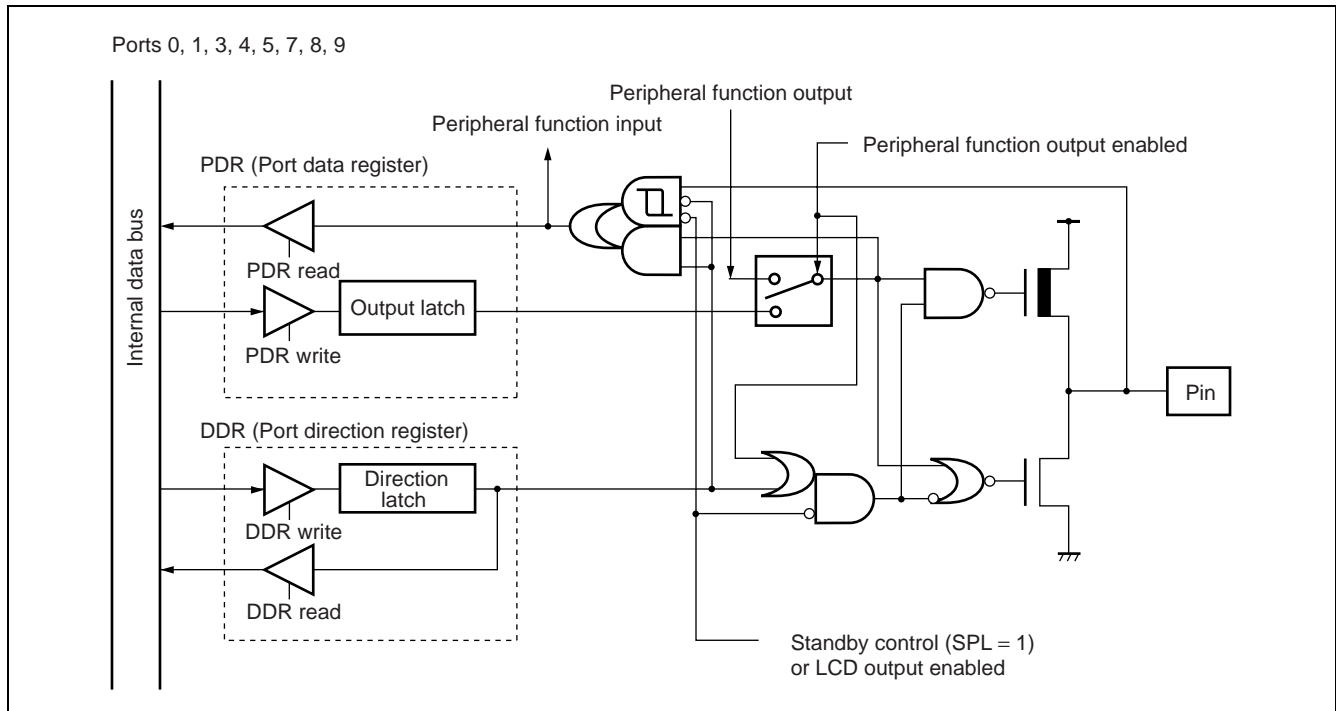 Ports 0, 1, 3, 4, 5, 7, 8, 9
Peripheral function output
Peripheral function input
Peripheral function output enabled
PDR (Port data register)
Internal data bus
PDR read
Output latch
PDR write
Pin
DDR (Port direction register)
Direction
latch
DDR write
DDR read
Standby control (SPL = 1)
or LCD output enabled